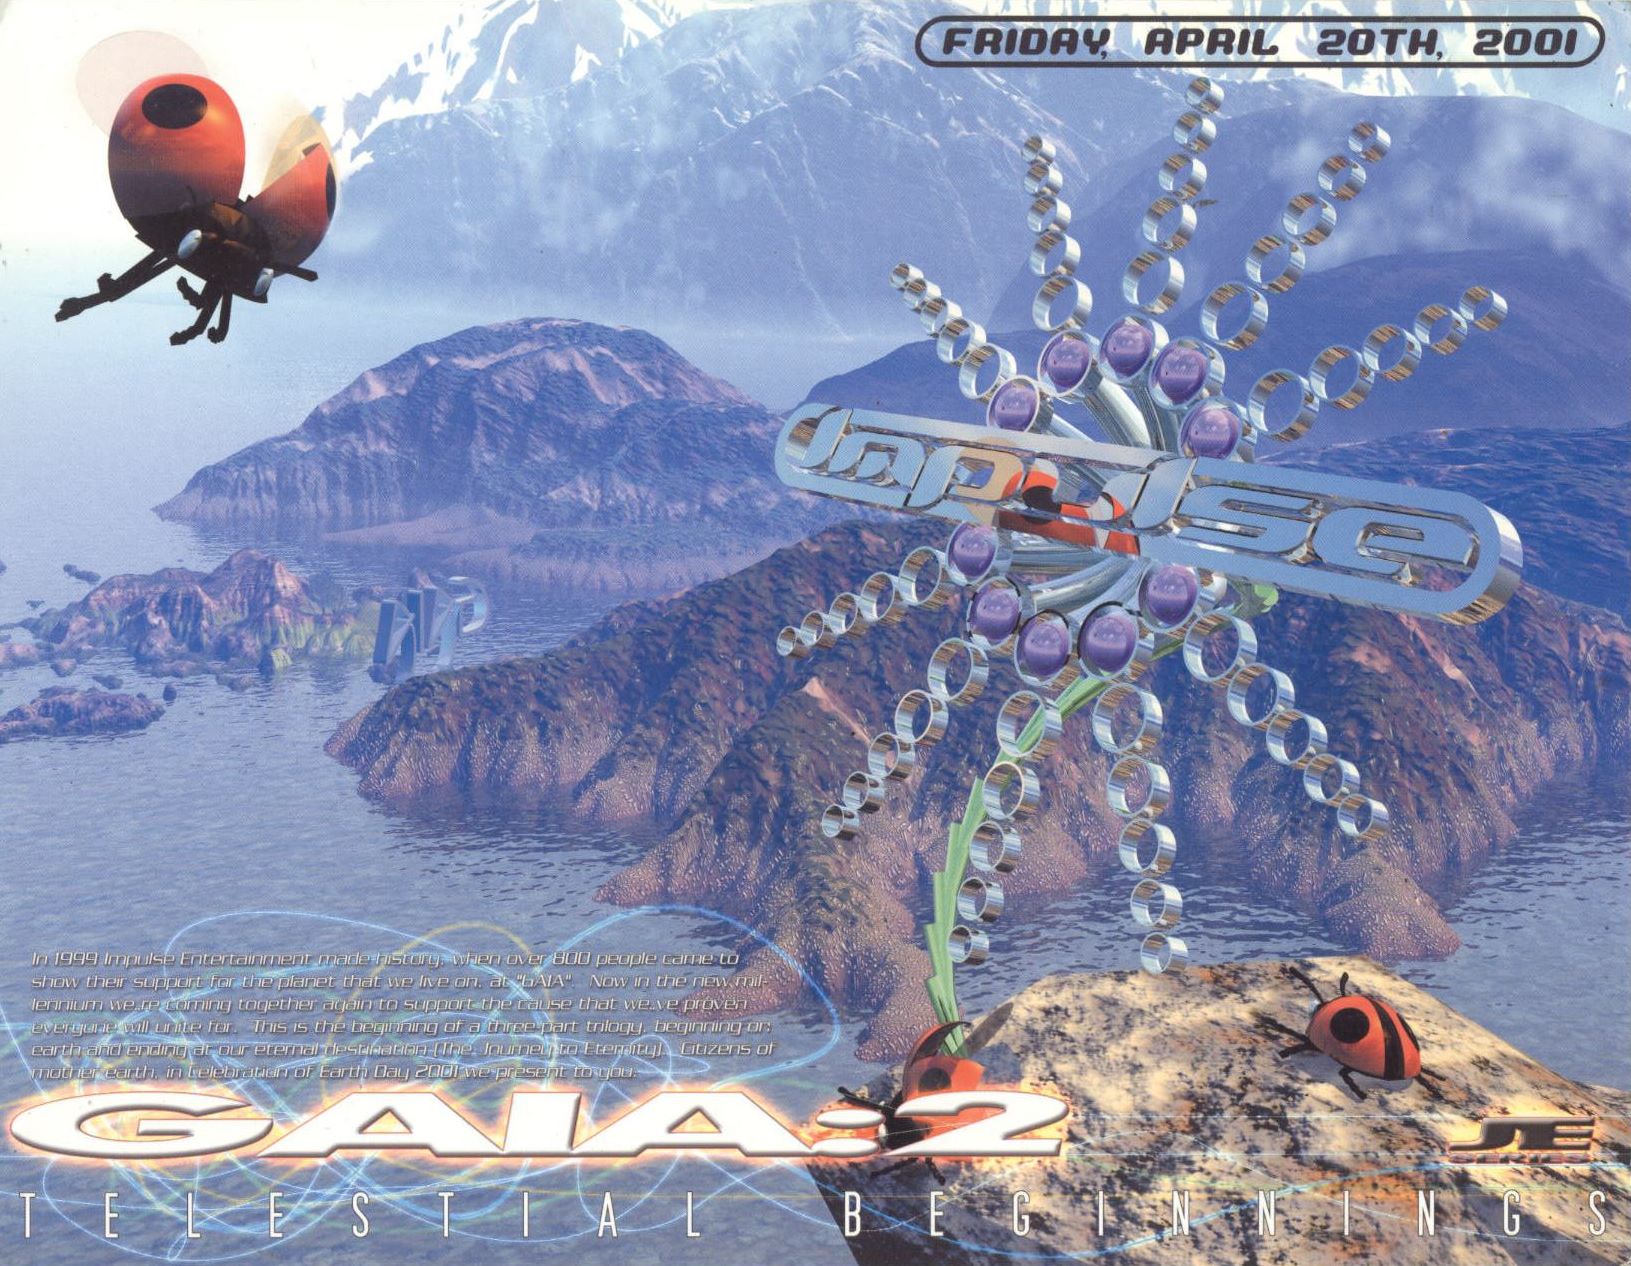 FRIDAY, APRIL 20TH, 2001
Impulse
In 1999 Impulse Entertainment made history, when over 800 people came to
show their support for the planet that we live on, at "GAIA". Now in the new mil-
lennium we,re coming together again to support the cause that we,ve proven
everyone will unite for. This is the beginning of a three part trilogy, beginning on
earth and ending at our eternal destination (The Journey to Eternity). Citizens of
mother earth, in Celebration of Earth Day 2001 we present to you:
GAIA:2
JE
TELESTIAL BEGINNINGS